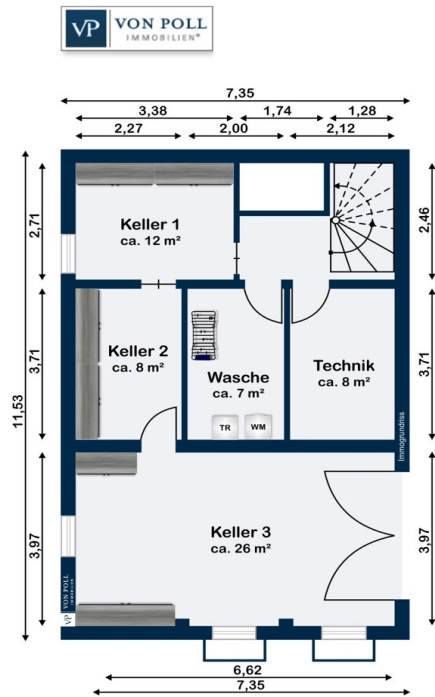 VP VON POLL
IMMOBILIEN®
7,35
3,38 1,74 1,28
2,27 2,00 2,12
2,71
2,46
Keller 1
ca. 12 m²
11,53
3,71
3,71
Keller 2
ca. 8 m²
Wasche
ca. 7 m²
Technik
ca. 8 m²
TR WM
Immogrundriss
3,97
3,97
Keller 3
ca. 26 m²
VP VON POLL
IMMOBILIEN
6,62
7,35